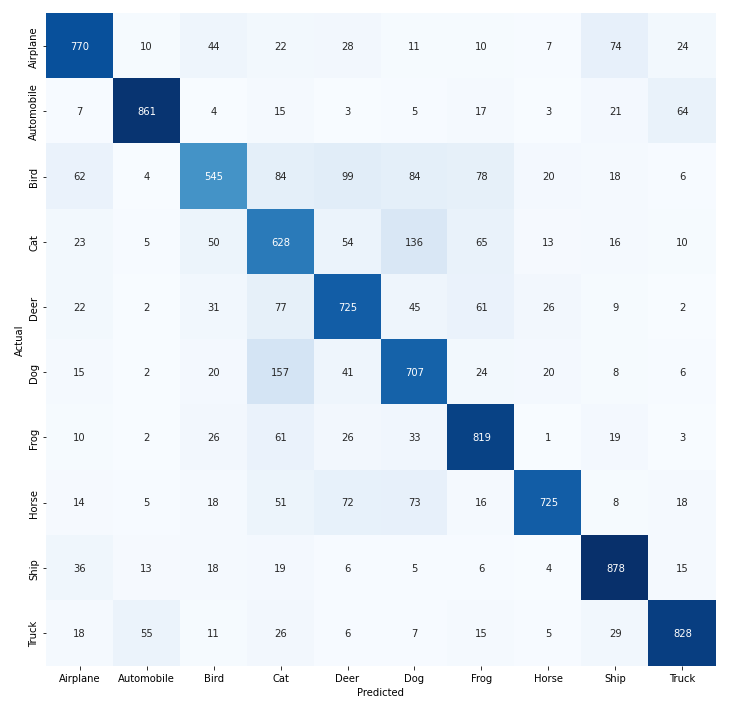 Airplane 770 10 44 22 28 11 10 7 74 24
Automobile 7 861 4 15 3 5 17 3 21 64
Bird 62 4 545 84 99 84 78 20 18 6
Cat 23 5 50 628 54 136 65 13 16 10
Deer 22 2 31 77 725 45 61 26 9 2
Actual
Dog 15 2 20 157 41 707 24 20 8 6
Frog 10 2 26 61 26 33 819 1 19 3
Horse 14 5 18 51 72 73 16 725 8 18
Ship 36 13 18 19 6 5 6 4 878 15
Truck 18 55 11 26 6 7 15 5 29 828
Airplane Automobile Bird Cat Deer Dog Frog Horse Ship Truck
Predicted